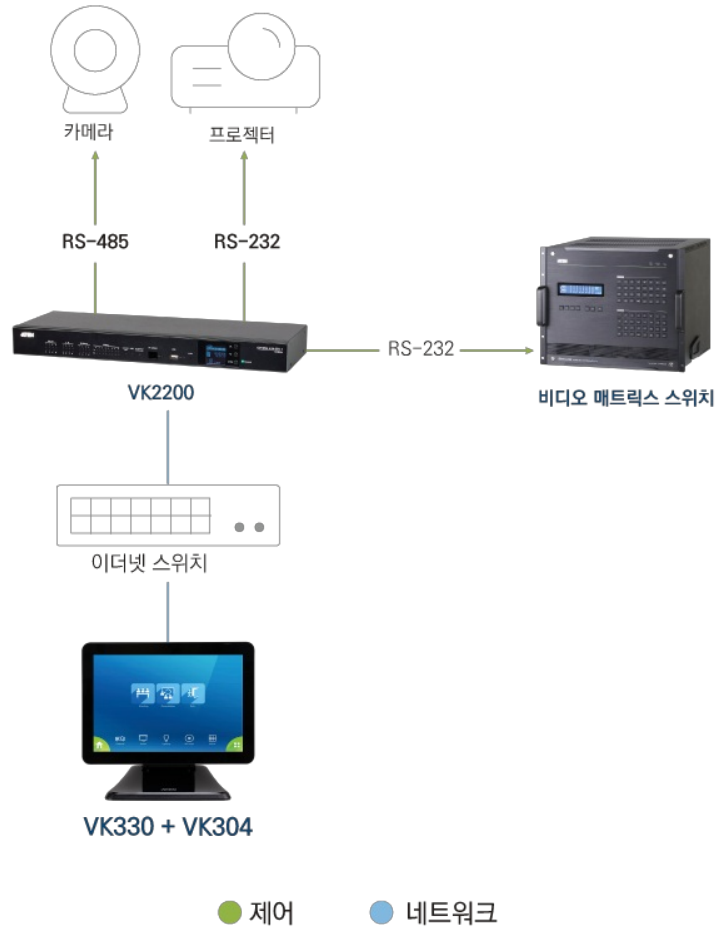 카메라
프로젝터
RS-485
RS-232
RS-232
VK2200
비디오 매트릭스 스위치
이더넷 스위치
VK330 + VK304
제어
네트워크